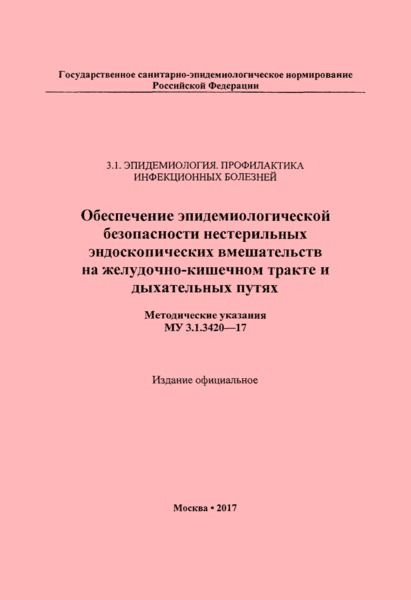 Государственное санитарно-эпидемиологическое нормирование
Российской Федерации
3.1. ЭПИДЕМИОЛОГИЯ. ПРОФИЛАКТИКА
ИНФЕКЦИОННЫХ БОЛЕЗНЕЙ
Обеспечение эпидемиологической
безопасности нестерильных
эндоскопических вмешательств
на желудочно-кишечном тракте и
дыхательных путях
Методические указания
МУ 3.1.3420—17
Издание официальное
Москва • 2017